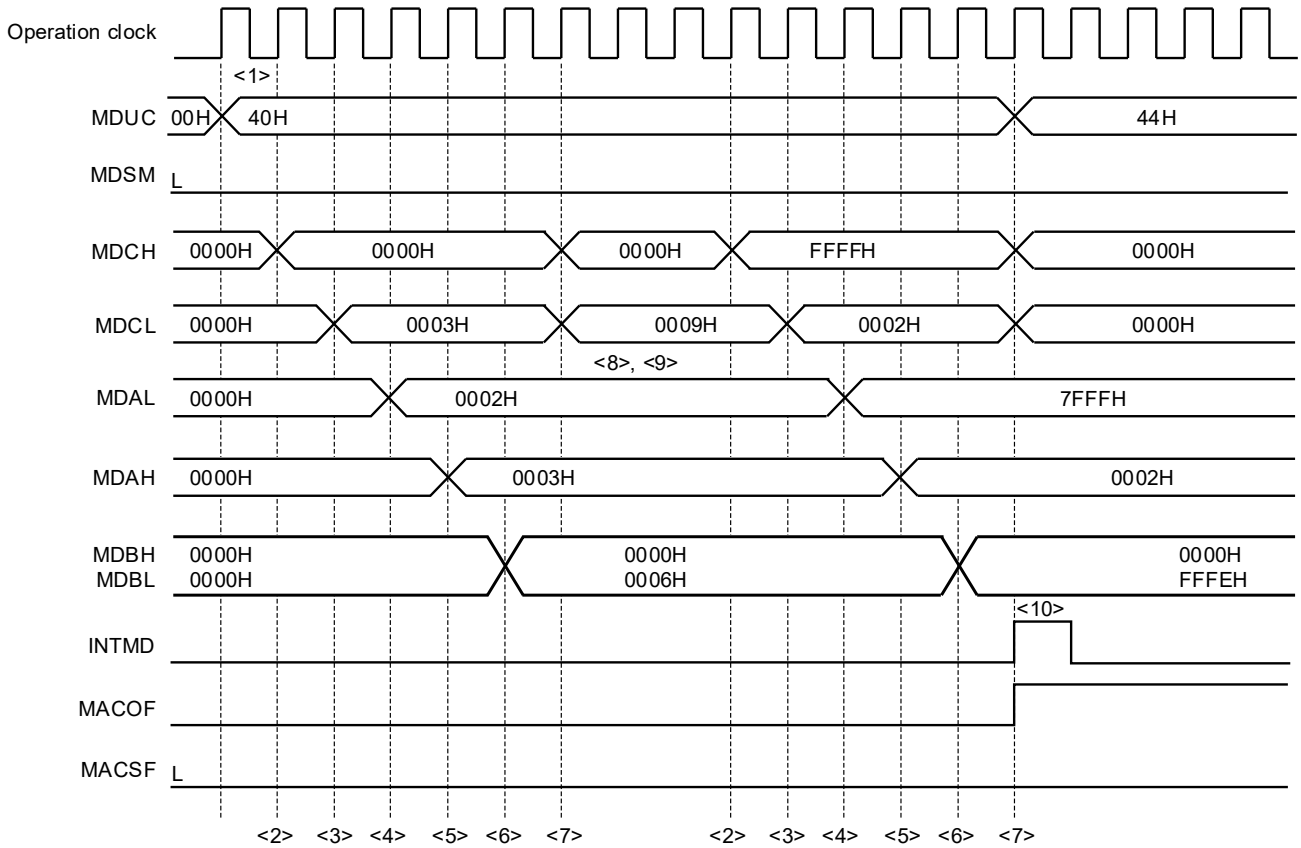 Operation clock
<1>
MDUC 00H 40H 44H
MDSM L
MDCH 0000H 0000H 0000H FFFFH 0000H
MDCL 0000H 0003H 0009H 0002H 0000H
<8>, <9>
MDAL 0000H 0002H 7FFFH
MDAH 0000H 0003H 0002H
MDBH 0000H 0000H 0000H
MDBL 0000H 0006H FFFEH
<10>
INTMD
MACOF
MACSF L
<2> <3> <4> <5> <6> <7> <2> <3> <4> <5> <6> <7>